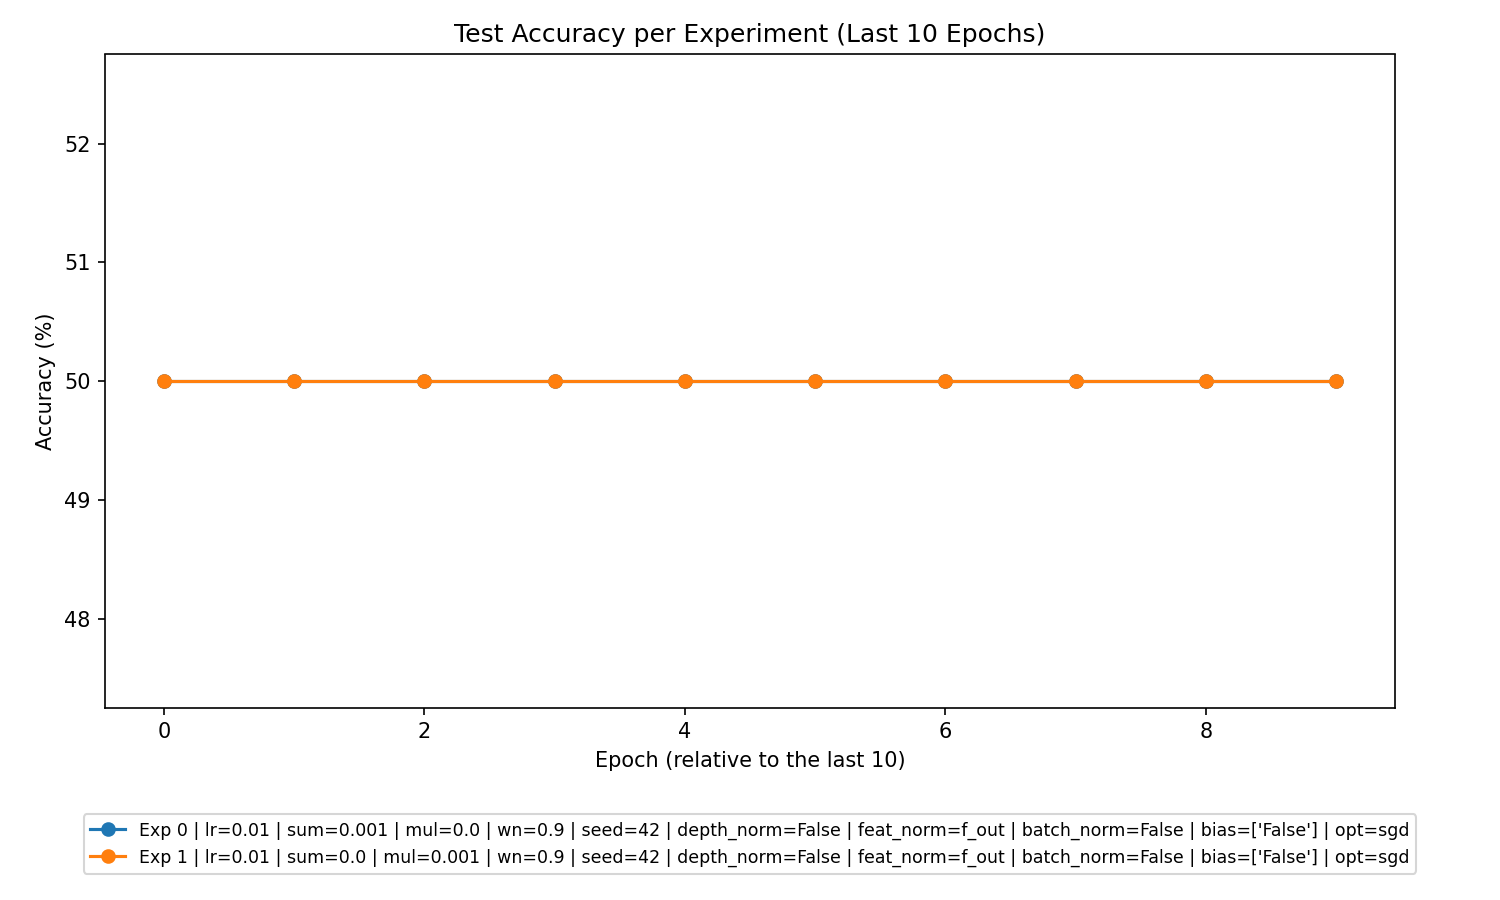 Test Accuracy per Experiment (Last 10 Epochs)
52
51
50
49
48
Accuracy (%)
0 2 4 6 8
Epoch (relative to the last 10)
Exp 0 | lr=0.01 | sum=0.001 | mul=0.0 | wn=0.9 | seed=42 | depth_norm=False | feat_norm=f_out | batch_norm=False | bias=['False'] | opt=sgd
Exp 1 | lr=0.01 | sum=0.0 | mul=0.001 | wn=0.9 | seed=42 | depth_norm=False | feat_norm=f_out | batch_norm=False | bias=['False'] | opt=sgd